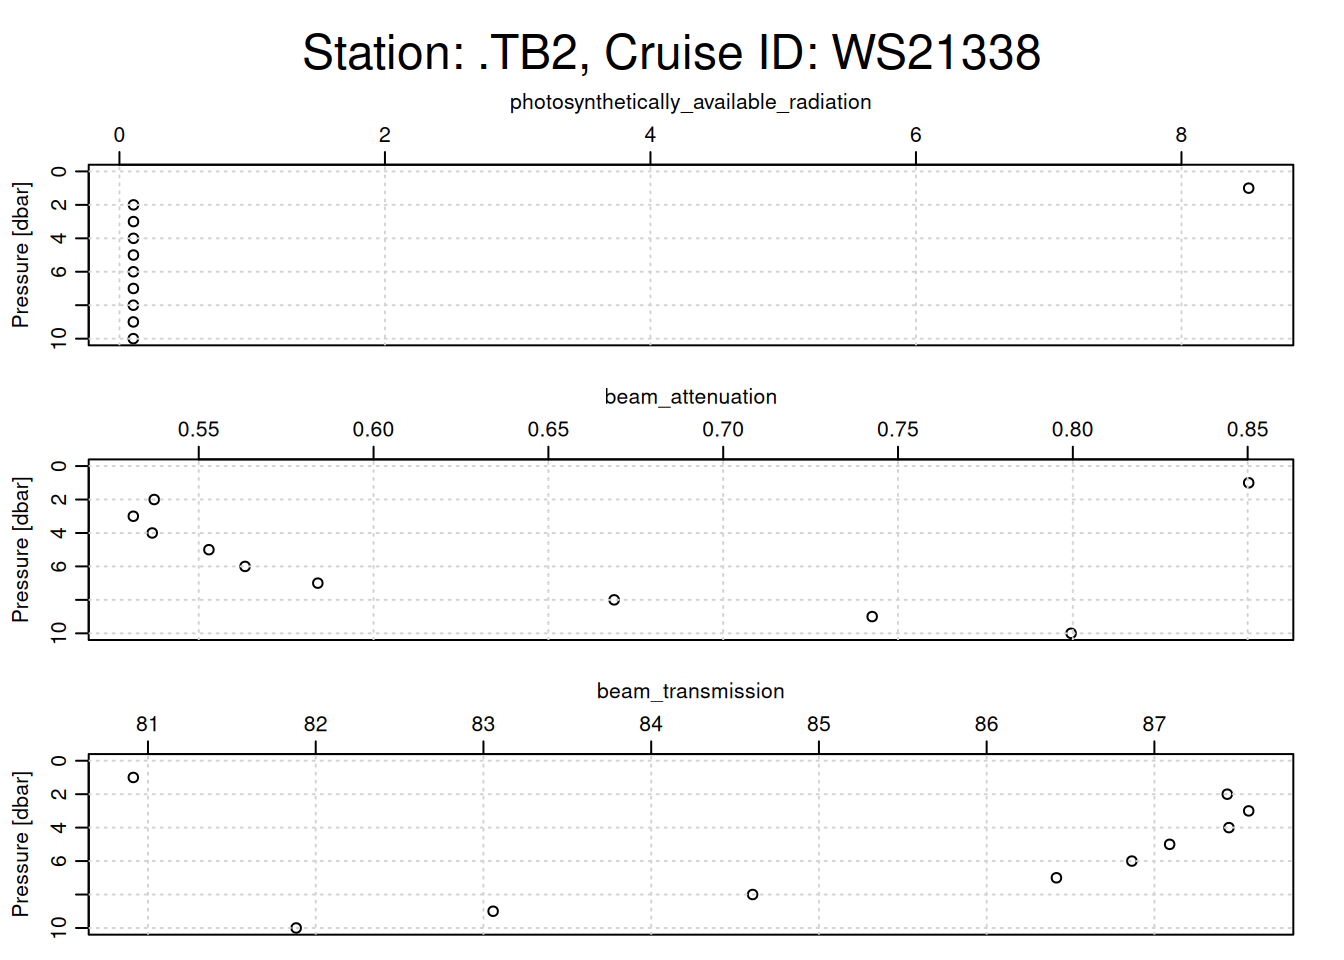 Station: .TB2, Cruise ID: WS21338
photosynthetically_available_radiation
0 2 4 6 8
Pressure [dbar]
0 2 4 6 10
beam_attenuation
0.55 0.60 0.65 0.70 0.75 0.80 0.85
Pressure [dbar]
0 2 4 6 10
beam_transmission
81 82 83 84 85 86 87
Pressure [dbar]
0 2 4 6 10